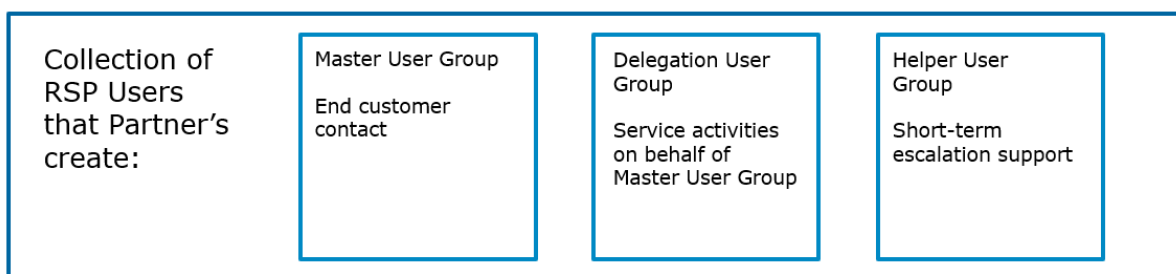 Collection of
RSP Users
that Partner's
create:
Master User Group
End customer
contact
Delegation User
Group
Service activities
on behalf of
Master User Group
Helper User
Group
Short-term
escalation support